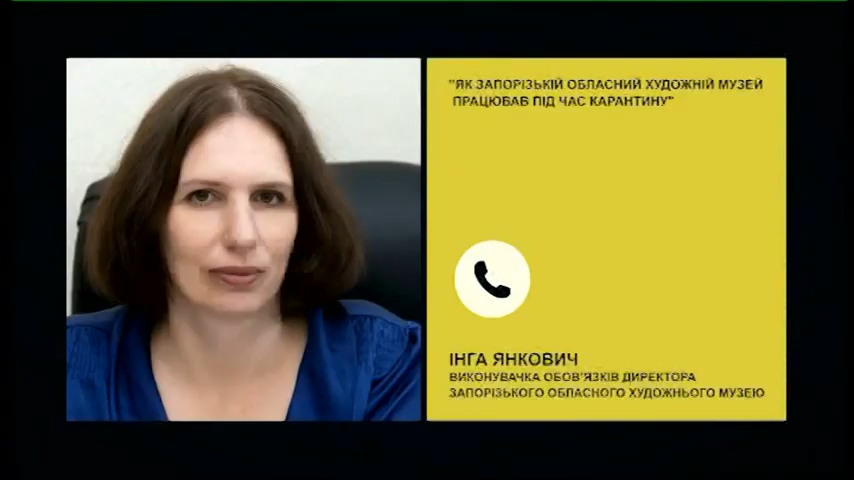 "ЯК ЗАПОРІЗЬКІЙ ОБЛАСНИЙ ХУДОЖНІЙ МУЗЕЙ
ПРАЦЮВАВ ПІД ЧАС КАРАНТИНУ"
ІНГА ЯНКОВИЧ
ВИКОНУВАЧКА ОБОВ'ЯЗКІВ ДИРЕКТОРА
ЗАПОРІЗЬКОГО ОБЛАСНОГО ХУДОЖНЬОГО МУЗЕЮ